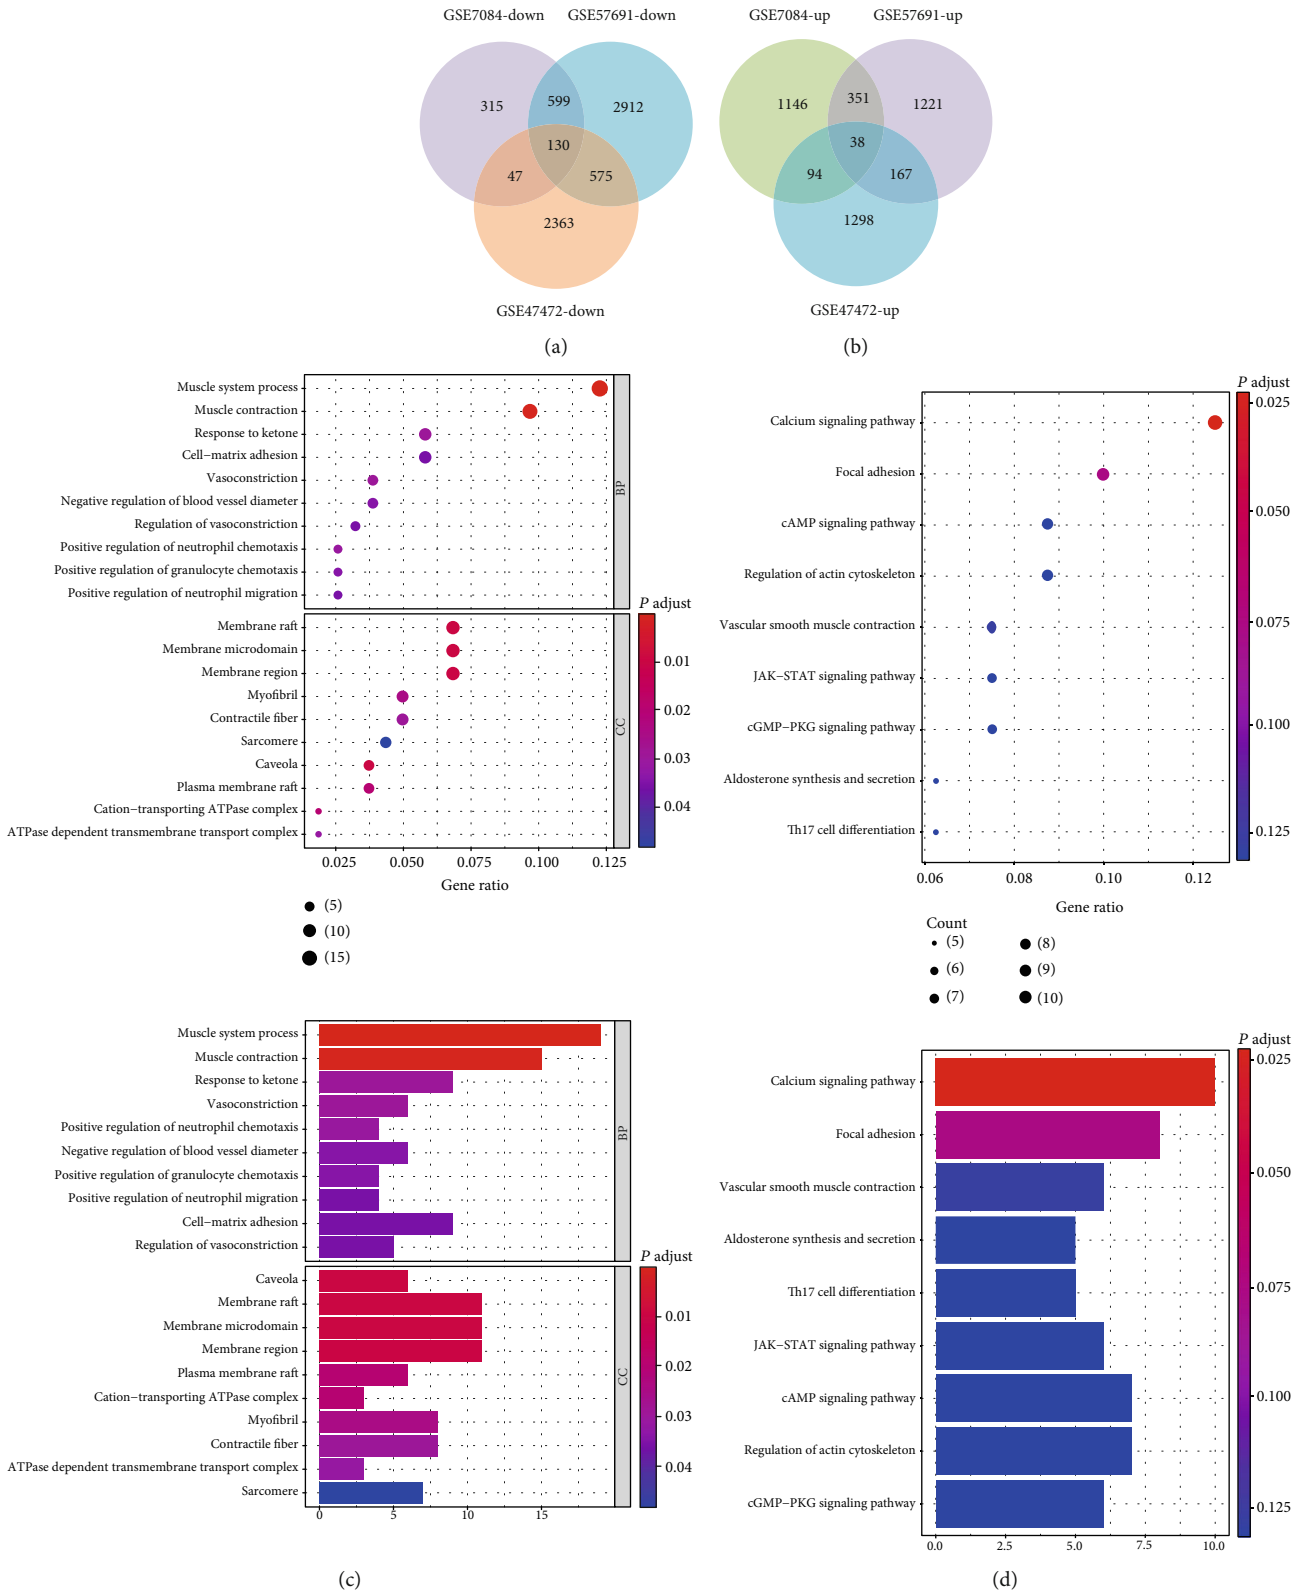 GSE7084-down GSE57691-down
315 599 2912
130
47 575
2363
GSE47472-down
(a)
GSE7084-up GSE57691-up
1146 351 1221
38
94 167
1298
GSE47472-up
(b)
Muscle system process
Muscle contraction
Response to ketone
Cell−matrix adhesion
Vasoconstriction
Negative regulation of blood vessel diameter
Regulation of vasoconstriction
Positive regulation of neutrophil chemotaxis
Positive regulation of granulocyte chemotaxis
Positive regulation of neutrophil migration
BP
Membrane raft
Membrane microdomain
Membrane region
Myofibril
Contractile fiber
Sarcomere
Caveola
Plasma membrane raft
Cation−transporting ATPase complex
ATPase dependent transmembrane transport complex
CC
0.025 0.050 0.075 0.100 0.125
Gene ratio
P adjust
0.01
0.02
0.03
0.04
(5)
(10)
(15)
Calcium signaling pathway
Focal adhesion
cAMP signaling pathway
Regulation of actin cytoskeleton
Vascular smooth muscle contraction
JAK−STAT signaling pathway
cGMP−PKG signaling pathway
Aldosterone synthesis and secretion
Th17 cell differentiation
0.06 0.08 0.10 0.12
Gene ratio
P adjust
0.025
0.050
0.075
0.100
0.125
Count
(5) (8)
(6) (9)
(7) (10)
Muscle system process
Muscle contraction
Response to ketone
Vasoconstriction
Positive regulation of neutrophil chemotaxis
Negative regulation of blood vessel diameter
Positive regulation of granulocyte chemotaxis
Positive regulation of neutrophil migration
Cell−matrix adhesion
Regulation of vasoconstriction
BP
Caveola
Membrane raft
Membrane microdomain
Membrane region
Plasma membrane raft
Cation−transporting ATPase complex
Myofibril
Contractile fiber
ATPase dependent transmembrane transport complex
Sarcomere
CC
0 5 10 15
P adjust
0.01
0.02
0.03
0.04
(c)
Calcium signaling pathway
Focal adhesion
Vascular smooth muscle contraction
Aldosterone synthesis and secretion
Th17 cell differentiation
JAK−STAT signaling pathway
cAMP signaling pathway
Regulation of actin cytoskeleton
cGMP−PKG signaling pathway
0.0 2.5 5.0 7.5 10.0
P adjust
0.025
0.050
0.075
0.100
0.125
(d)